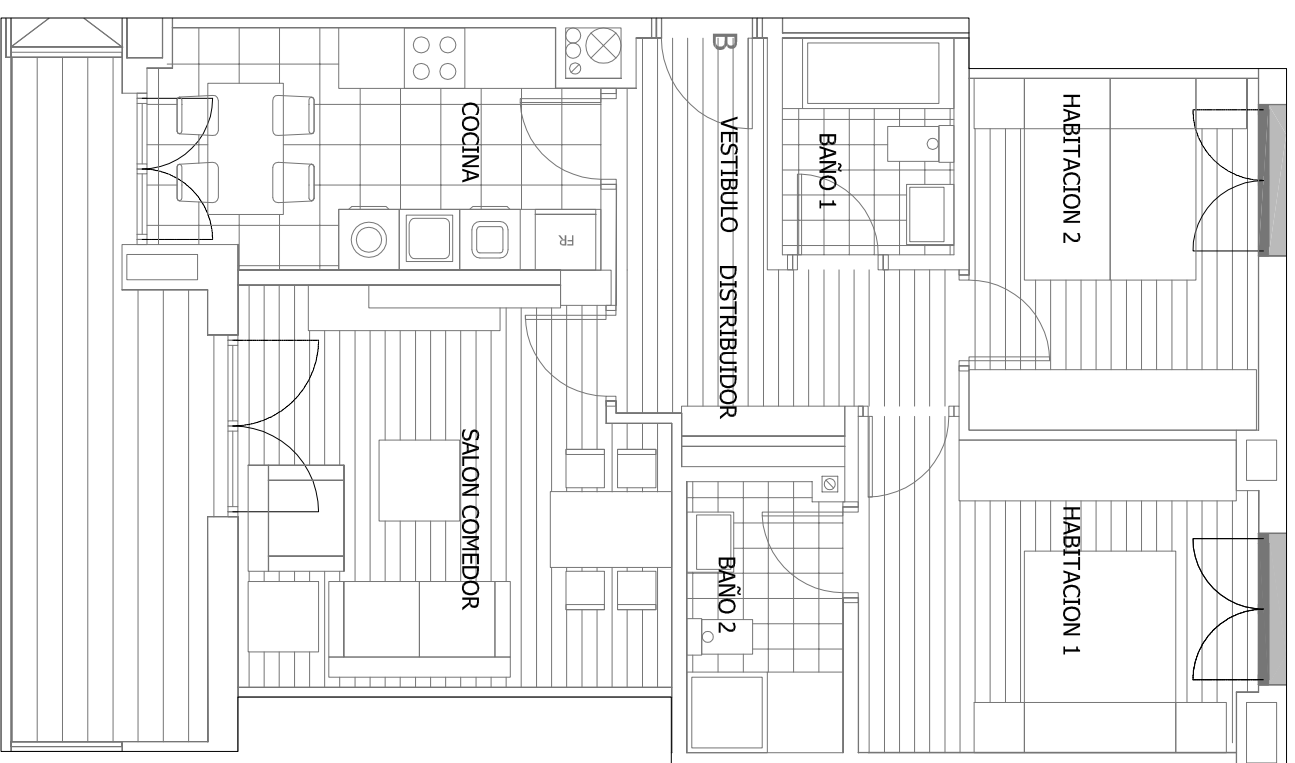 B
COCINA
VESTIBULO DISTRIBUIDOR
BAÑO 1
HABITACION 2
FR
SALON COMEDOR
BAÑO 2
HABITACION 1